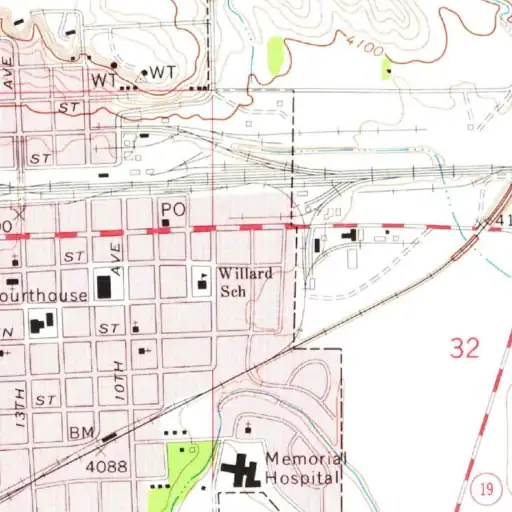 4100
AVE
WT
WT
ST
ST
PO
ST
AVE
Willard
Sch
ourthouse
ST
32
10TH
13TH
ST
BM
4088
Memorial
Hospital
19